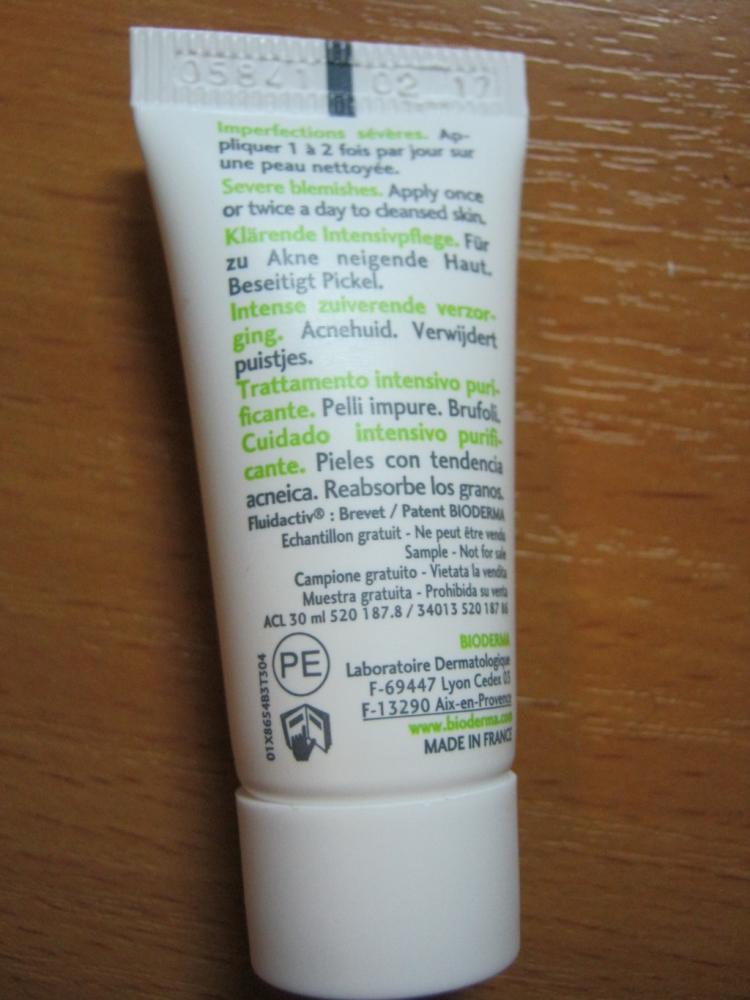 05841 02 17
Imperfections sévères. Ap-
pliquer 1 à 2 fois par jour sur
une peau nettoyée.
Severe blemishes. Apply once
or twice a day to cleansed skin.
Klärende Intensivpflege. Für
zu Akne neigende Haut.
Beseitigt Pickel.
Intense zuiverende verzor-
ging. Acnehuid. Verwijdert
puistjes.
Trattamento intensivo puri-
ficante. Pelli impure. Brufoli.
Cuidado intensivo purifi-
cante. Pieles con tendencia
acneica. Reabsorbe los granos.
Fluidactiv® : Brevet / Patent BIODERMA
Echantillon gratuit - Ne peut être vendu
Sample - Not for sale
Campione gratuito - Vietata la vendita
Muestra gratuita - Prohibida su venta
ACL 30 ml 520 187.8 / 34013 520 187 86
BIODERMA
Laboratoire Dermatologique
F-69447 Lyon Cedex 03
F-13290 Aix-en-Provence
www.bioderma.com
MADE IN FRANCE
PE
01X8654B3T304